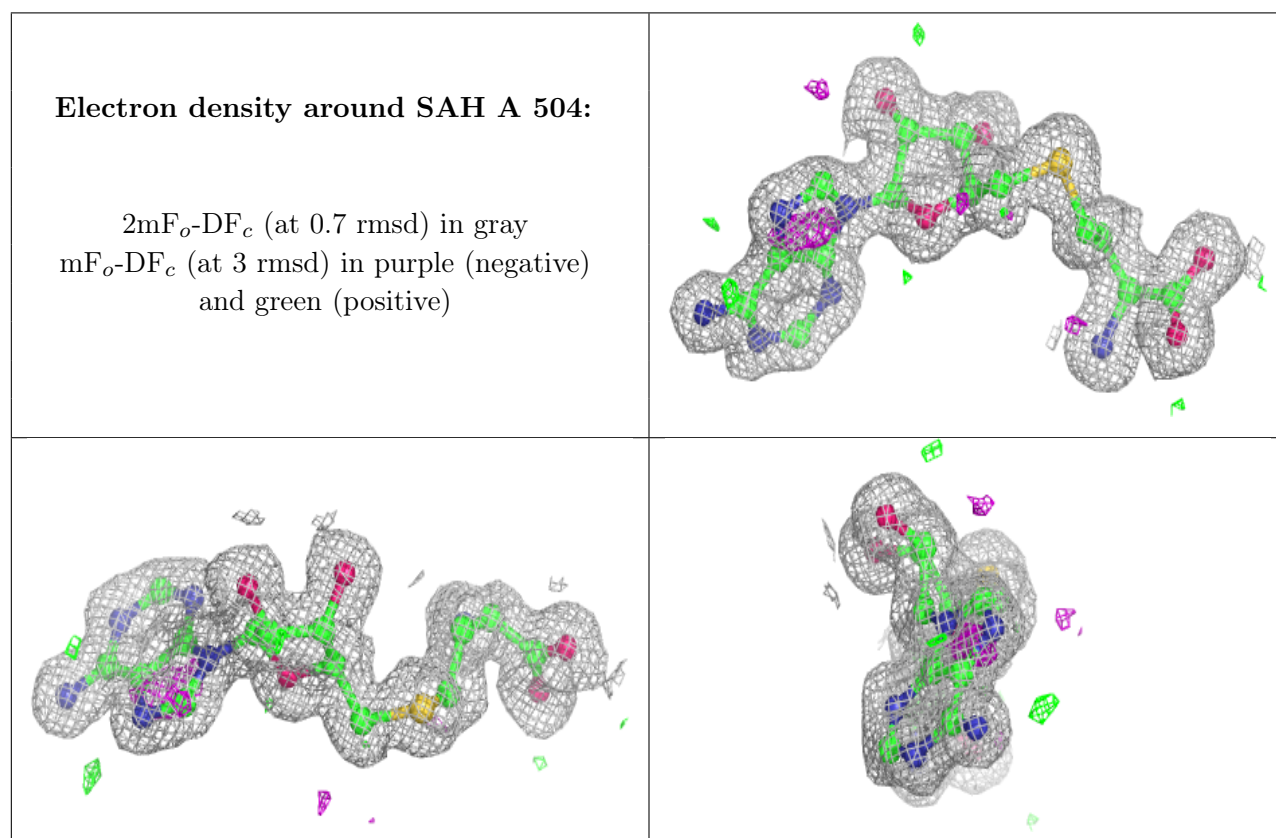 Electron density around SAH A 504:
2mFo-DFc (at 0.7 rmsd) in gray
mFo-DFc (at 3 rmsd) in purple (negative)
and green (positive)